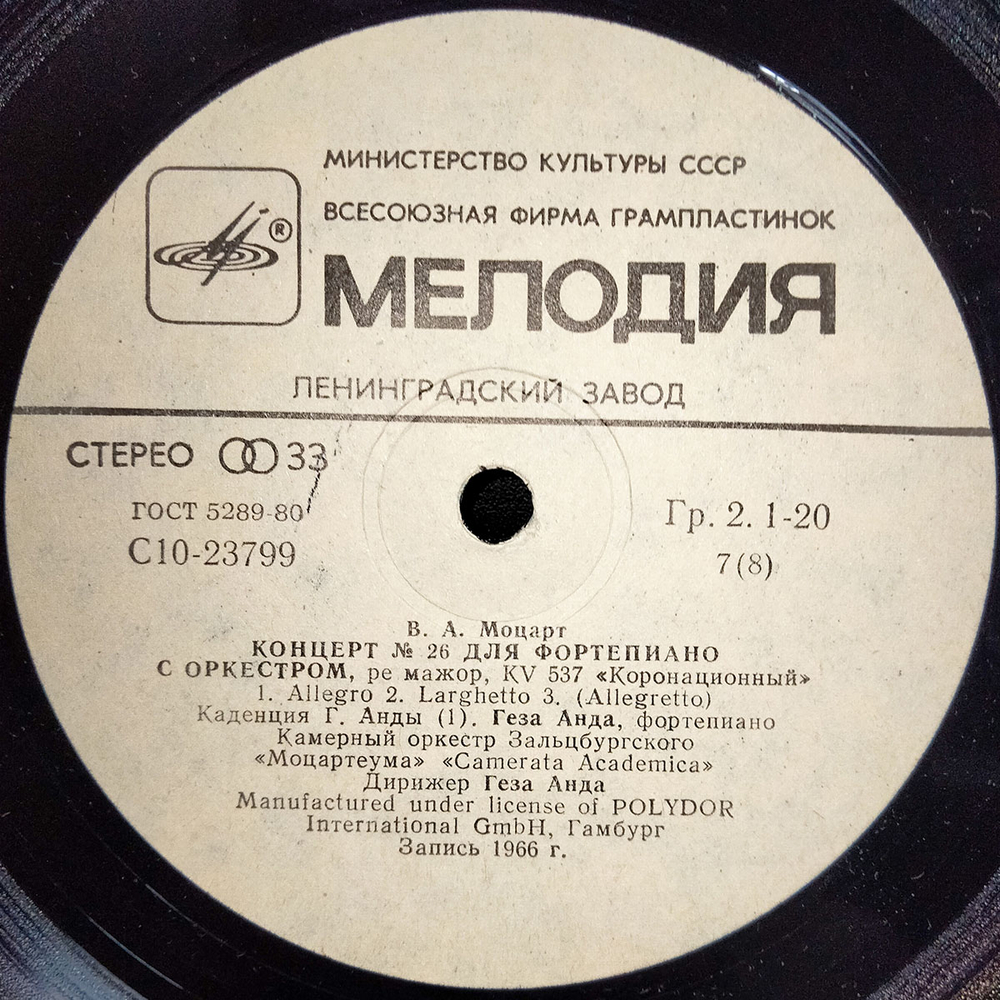 МИНИСТЕРСТВО КУЛЬТУРЫ СССР
®
ВСЕСОЮЗНАЯ ФИРМА ГРАМПЛАСТИНОК
МЕЛОДИЯ
ЛЕНИНГРАДСКИЙ ЗАВОД
СТЕРЕО 33
ГОСТ 5289-80
Гр. 2. 1-20
С10-23799
7(8)
В. А. Моцарт
КОНЦЕРТ № 26 ДЛЯ ФОРТЕПИАНО
С ОРКЕСТРОМ, ре мажор, KV 537 «Коронационный»
1. Allegro 2. Larghetto 3. (Allegretto)
Каденция Г. Анды (1). Геза Анда, фортепиано
Камерный оркестр Зальцбургского
«Моцартеума» «Camerata Academica»
Дирижер Геза Анда
Manufactured under license of POLYDOR
International GmbH, Гамбург
Запись 1966 г.